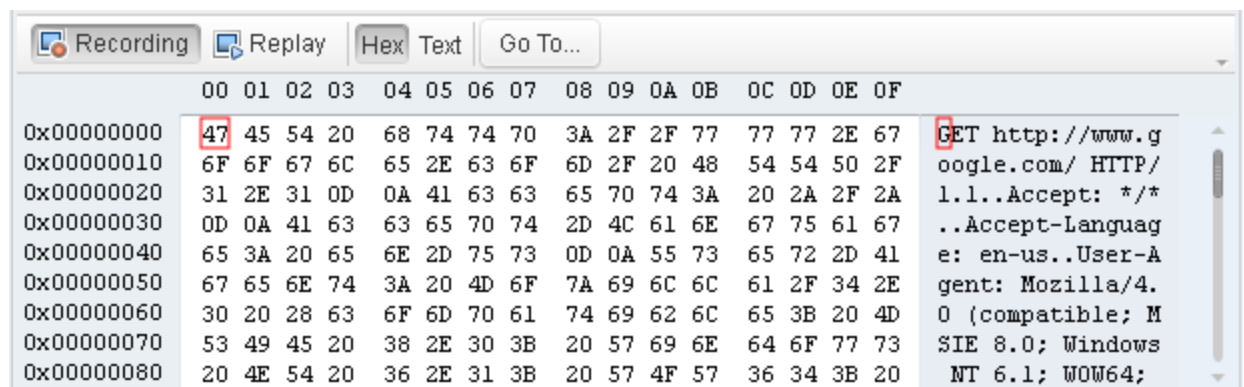 Recording Replay Hex Text Go To...
00 01 02 03 04 05 06 07 08 09 0A 0B 0C 0D 0E 0F
0x00000000 47 45 54 20 68 74 74 70 3A 2F 2F 77 77 77 2E 67 GET http://www.g
0x00000010 6F 6F 67 6C 65 2E 63 6F 6D 2F 20 48 54 54 50 2F oogle.com/ HTTP/
0x00000020 31 2E 31 0D 0A 41 63 63 65 70 74 3A 20 2A 2F 2A 1.1..Accept: */*
0x00000030 0D 0A 41 63 63 65 70 74 2D 4C 61 6E 67 75 61 67 ..Accept-Languag
0x00000040 65 3A 20 65 6E 2D 75 73 0D 0A 55 73 65 72 2D 41 e: en-us..User-A
0x00000050 67 65 6E 74 3A 20 4D 6F 7A 69 6C 6C 61 2F 34 2E gent: Mozilla/4.
0x00000060 30 20 28 63 6F 6D 70 61 74 69 62 6C 65 3B 20 4D 0 (compatible; M
0x00000070 53 49 45 20 38 2E 30 3B 20 57 69 6E 64 6F 77 73 SIE 8.0; Windows
0x00000080 20 4E 54 20 36 2E 31 3B 20 57 4F 57 36 34 3B 20 NT 6.1; WOW64;